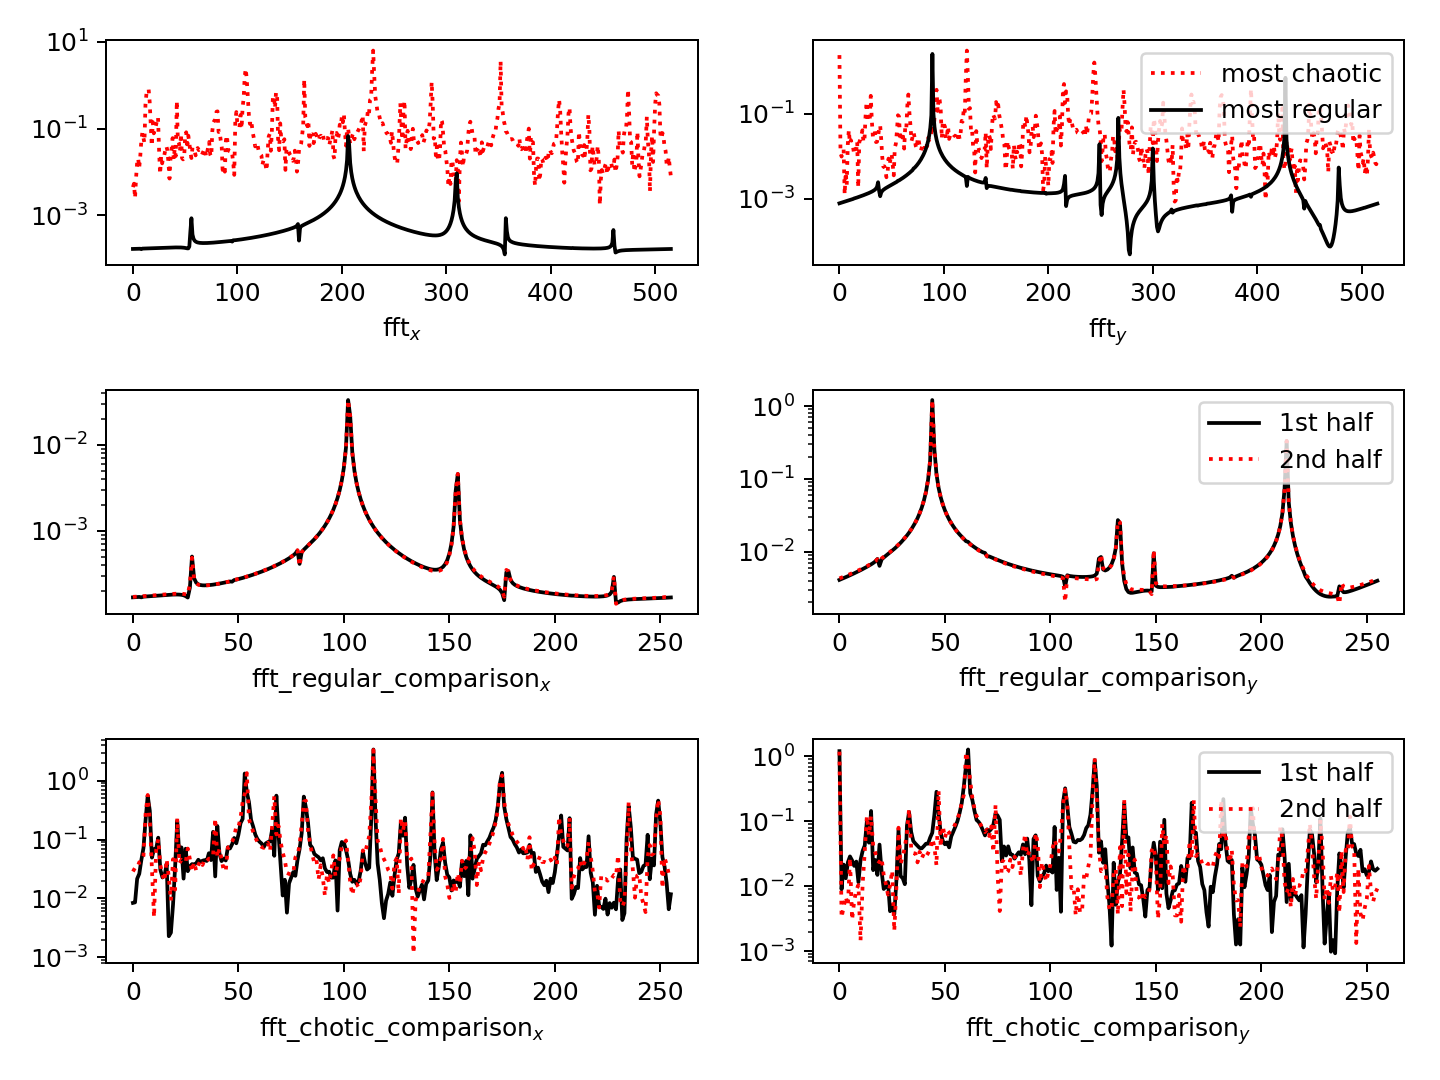 10^1
10^-1
10^-3
0 100 200 300 400 500
fft_x
most chaotic
most regular
10^-1
10^-3
0 100 200 300 400 500
fft_y
10^-2
10^-3
0 50 100 150 200 250
fft_regular_comparison_x
1st half
2nd half
10^0
10^-1
10^-2
0 50 100 150 200 250
fft_regular_comparison_y
10^0
10^-1
10^-2
10^-3
0 50 100 150 200 250
fft_chotic_comparison_x
1st half
2nd half
10^0
10^-1
10^-2
10^-3
0 50 100 150 200 250
fft_chotic_comparison_y